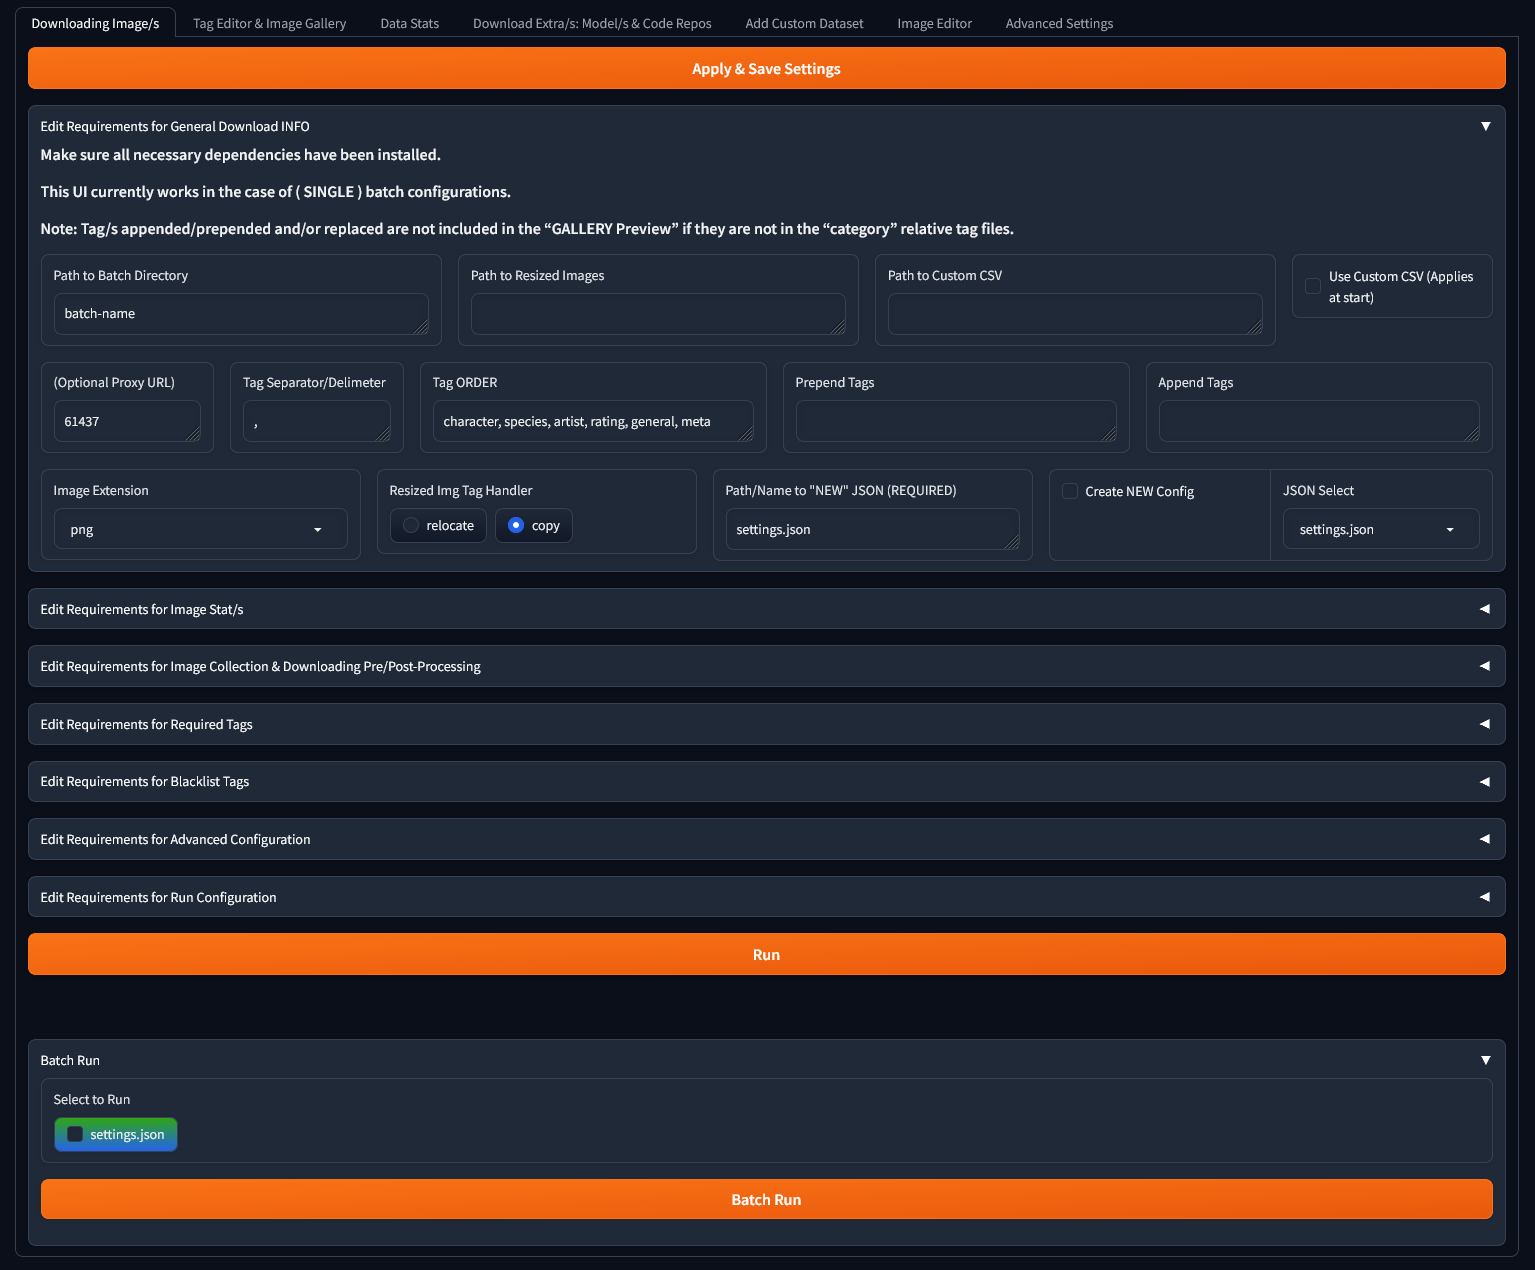 Downloading Image/s
Tag Editor & Image Gallery
Data Stats
Download Extra/s: Model/s & Code Repos
Add Custom Dataset
Image Editor
Advanced Settings
Apply & Save Settings
Edit Requirements for General Download INFO
▼
Make sure all necessary dependencies have been installed.
This UI currently works in the case of ( SINGLE ) batch configurations.
Note: Tag/s appended/prepended and/or replaced are not included in the “GALLERY Preview” if they are not in the “category” relative tag files.
Path to Batch Directory
batch-name
Path to Resized Images
Path to Custom CSV
Use Custom CSV (Applies
at start)
(Optional Proxy URL)
61437
Tag Separator/Delimeter
,
Tag ORDER
character, species, artist, rating, general, meta
Prepend Tags
Append Tags
Image Extension
png
Resized Img Tag Handler
relocate
copy
Path/Name to "NEW" JSON (REQUIRED)
settings.json
Create NEW Config
JSON Select
settings.json
Edit Requirements for Image Stat/s
◀
Edit Requirements for Image Collection & Downloading Pre/Post-Processing
◀
Edit Requirements for Required Tags
◀
Edit Requirements for Blacklist Tags
◀
Edit Requirements for Advanced Configuration
◀
Edit Requirements for Run Configuration
◀
Run
Batch Run
▼
Select to Run
settings.json
Batch Run